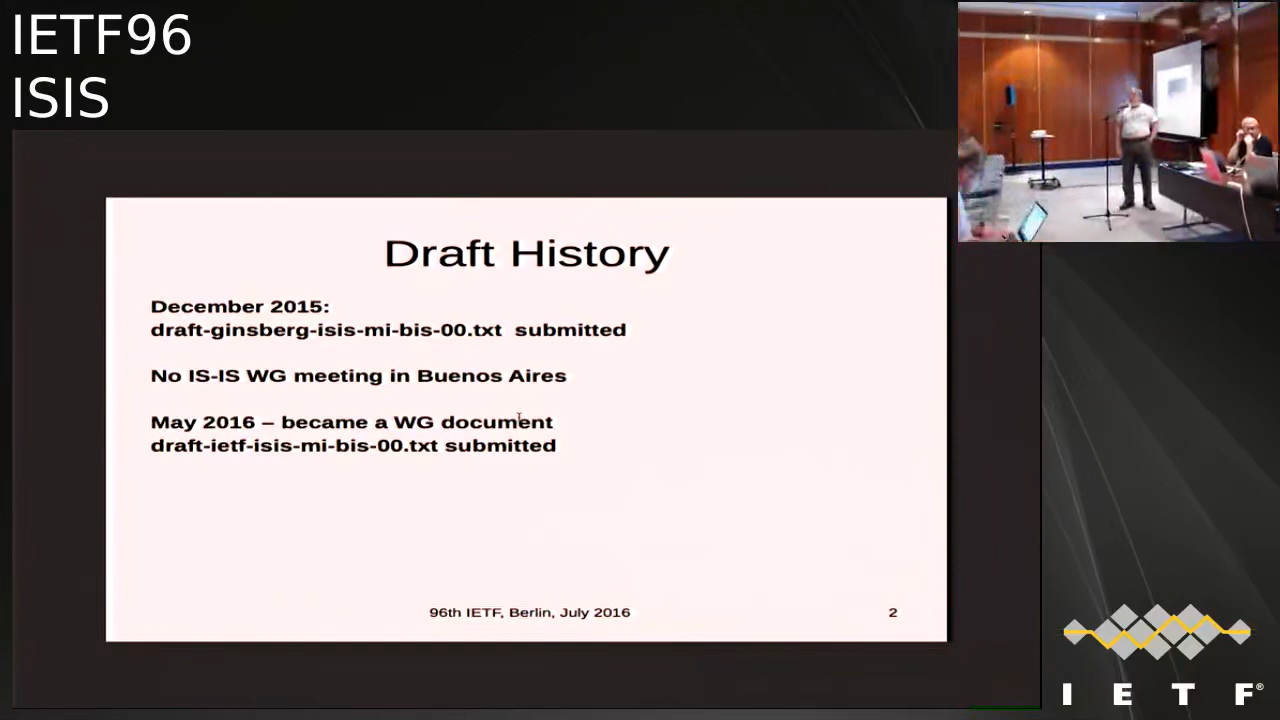 IETF96
ISIS
Draft History
December 2015:
draft-ginsberg-isis-mi-bis-00.txt submitted
No IS-IS WG meeting in Buenos Aires
May 2016 – became a WG document
draft-ietf-isis-mi-bis-00.txt submitted
96th IETF, Berlin, July 2016
2
I E T F®